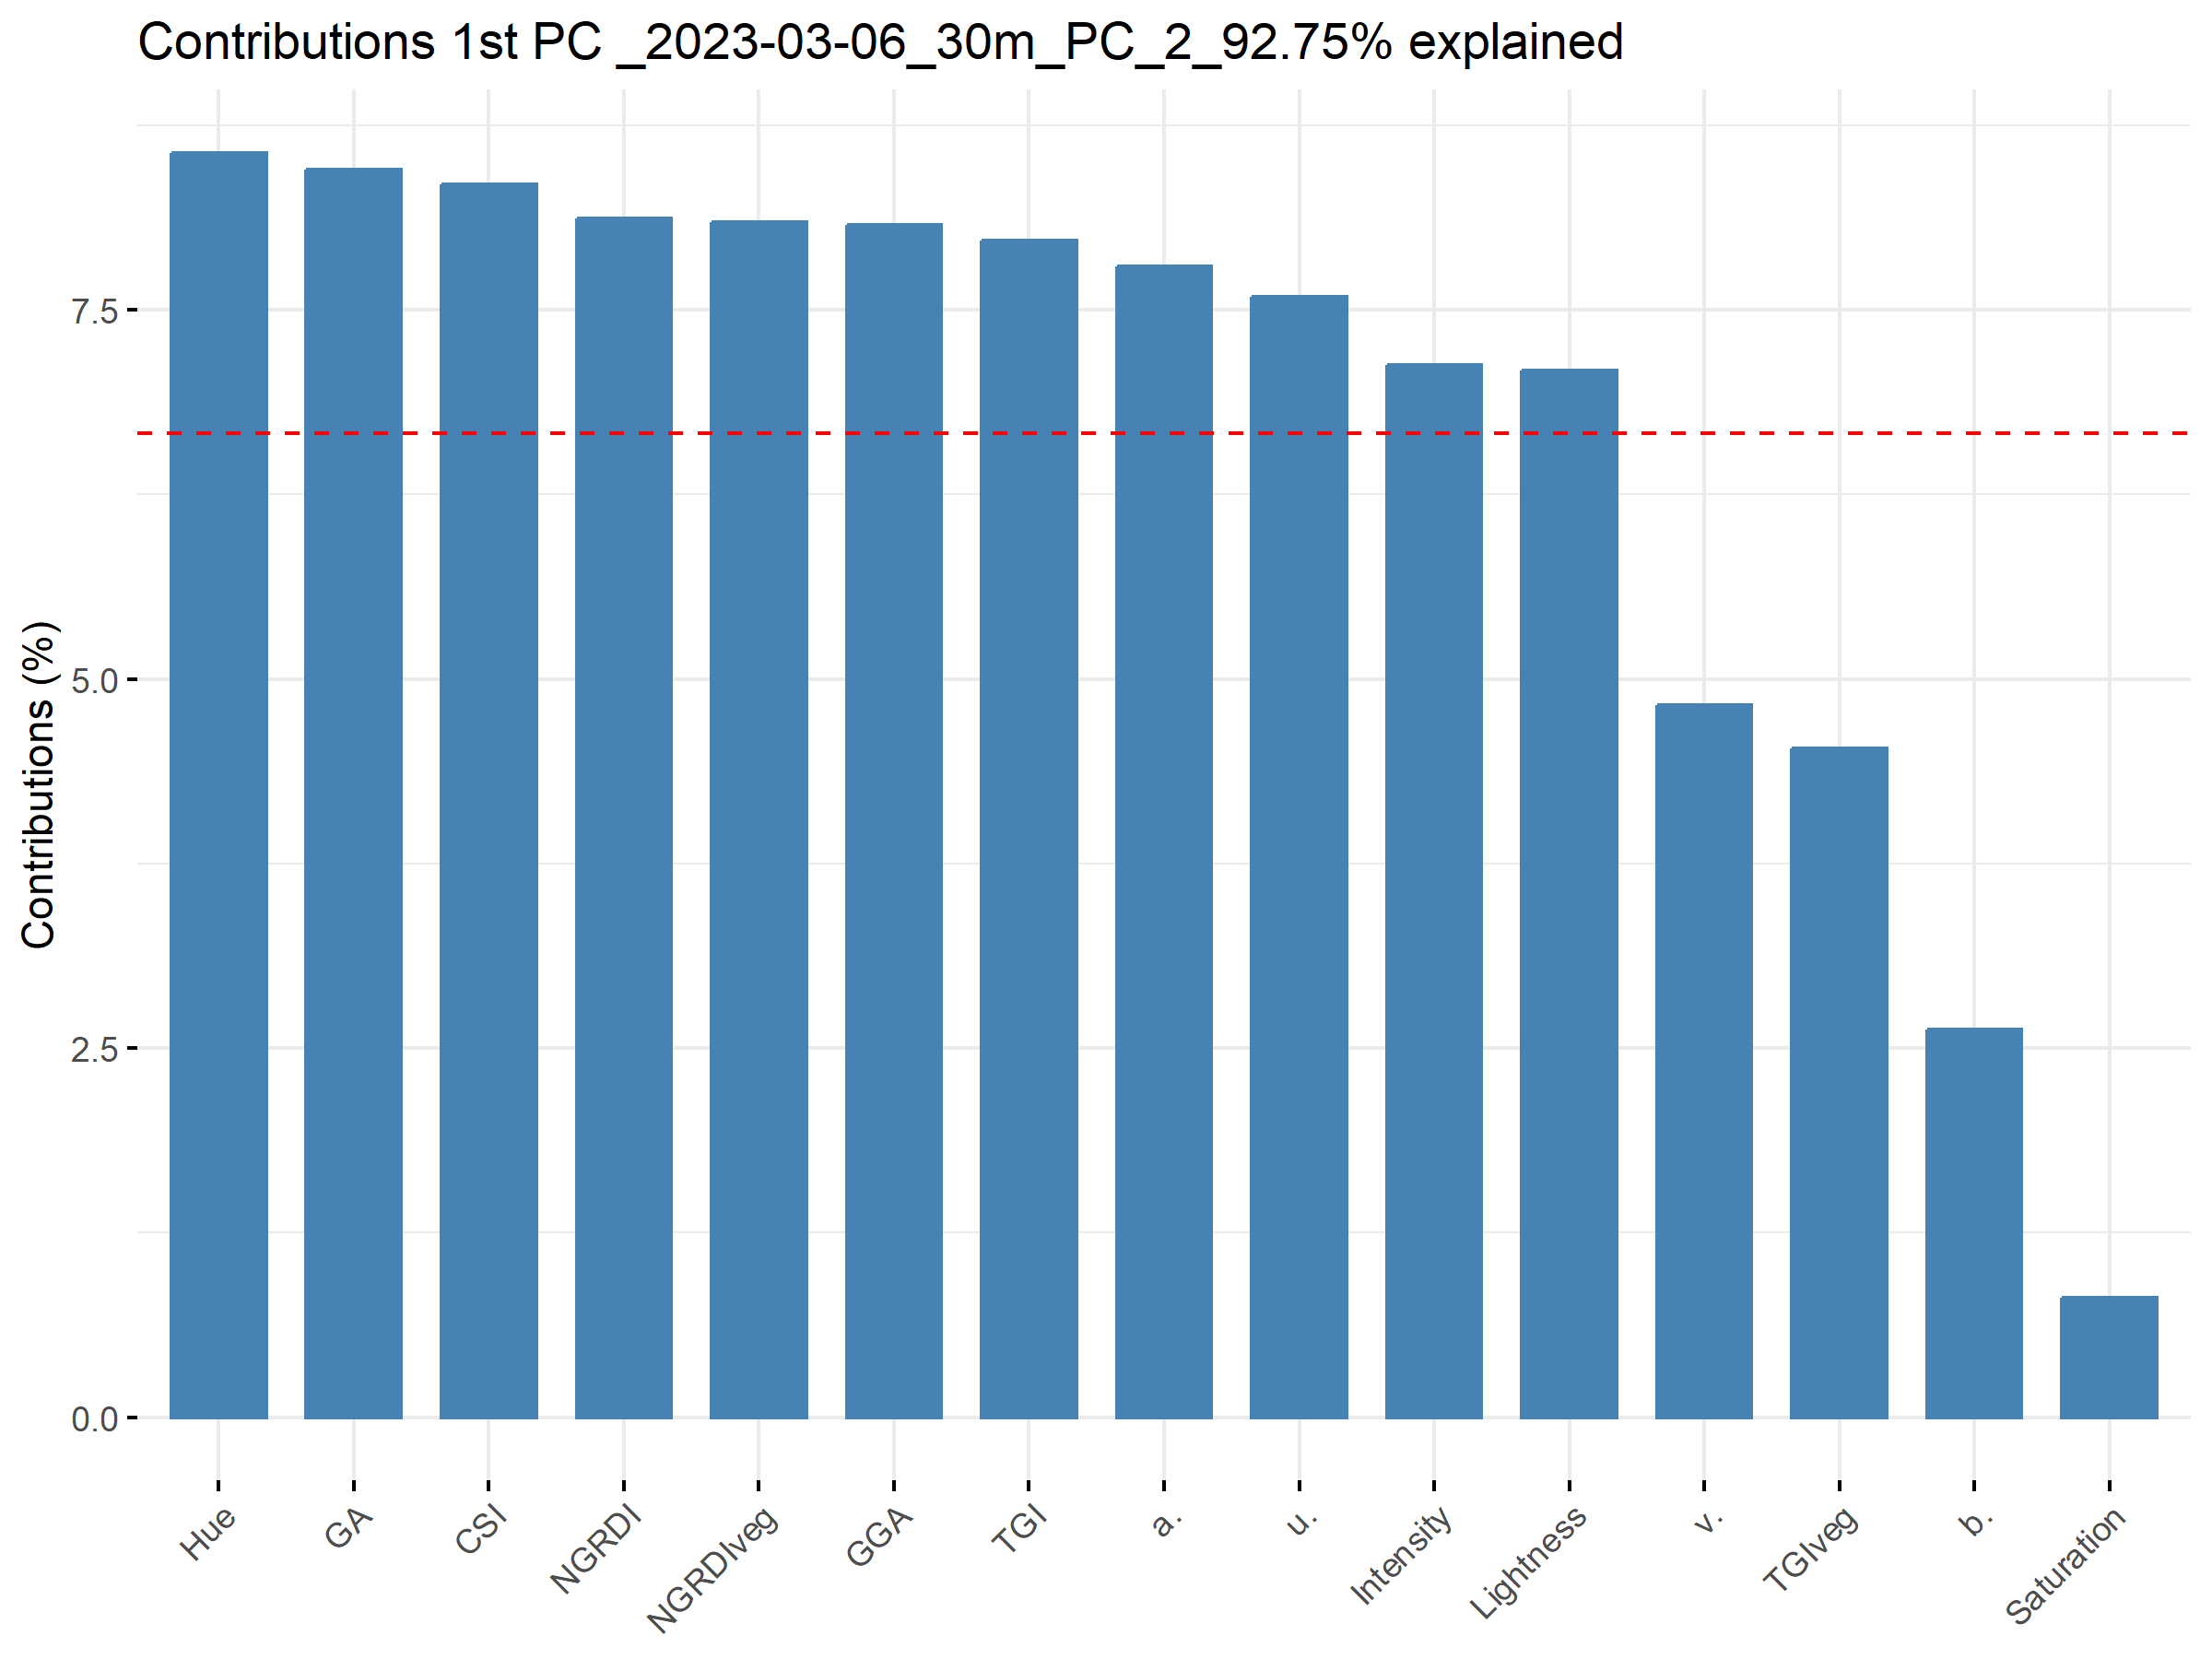 Contributions 1st PC _2023-03-06_30m_PC_2_92.75% explained
Contributions (%)
7.5
5.0
2.5
0.0
Hue
GA
CSI
NGRDI
NGRDIveg
GGA
TGI
a.
u.
Intensity
Lightness
v.
TGIveg
b.
Saturation